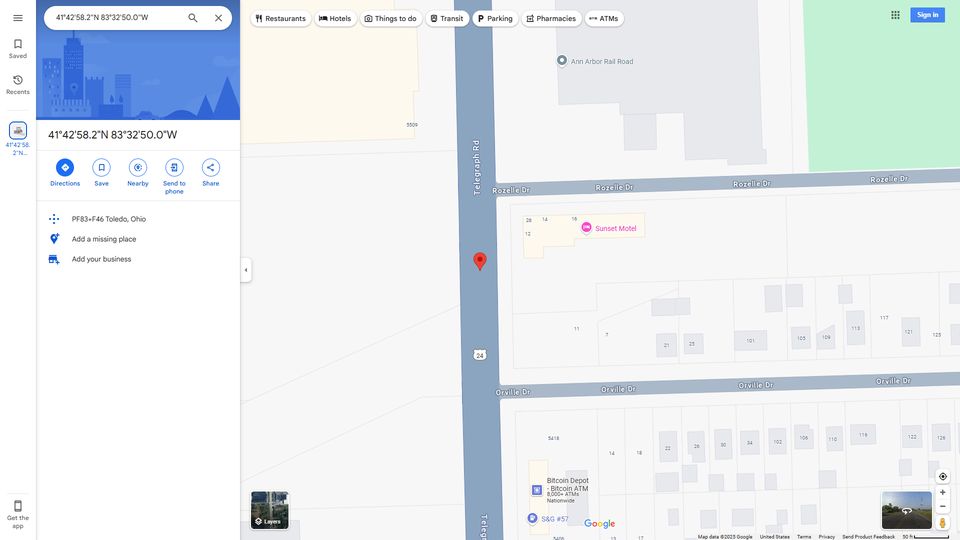 41°42'58.2"N 83°32'50.0"W
Restaurants
Hotels
Things to do
Transit
Parking
Pharmacies
ATMs
Sign in
Saved
Recents
41°42'58.
2"N...
Get the
app
41°42'58.2"N 83°32'50.0"W
Directions
Save
Nearby
Send to
phone
Share
PF83+F46 Toledo, Ohio
Add a missing place
Add your business
Ann Arbor Rail Road
5509
Telegraph Rd
Rozelle Dr
Rozelle Dr
Rozelle Dr
Rozelle Dr
28
14
16
12
Sunset Motel
11
7
21
25
101
105
109
113
117
121
125
24
Orville Dr
Orville Dr
Orville Dr
Orville Dr
5418
14
18
22
26
30
34
102
106
110
116
122
126
Bitcoin Depot
- Bitcoin ATM
8,000+ ATMs
Nationwide
S&G #57
5406
Layers
Google
Map data ©2025 Google
United States
Terms
Privacy
Send Product Feedback
50 ft